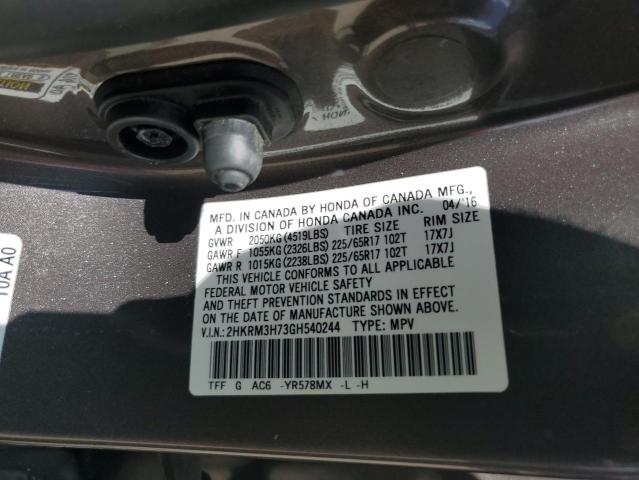 MFD. IN CANADA BY HONDA OF CANADA MFG.,
A DIVISION OF HONDA CANADA INC. 04/'16
GVWR 2050KG(4519LBS) TIRE SIZE RIM SIZE
GAWR F 1055KG(2326LBS)225/65R17 102T 17X7J
GAWR R 1015KG(2238LBS)225/65R17 102T 17X7J
THIS VEHICLE CONFORMS TO ALL APPLICABLE
FEDERAL MOTOR VEHICLE SAFETY
AND THEFT PREVENTION STANDARDS IN EFFECT
ON THE DATE OF MANUFACTURE SHOWN ABOVE.
V.I.N.: 2HKRM3H73GH540244 TYPE: MPV
TFF G AC6 -YR578MX -L -H
10A A0